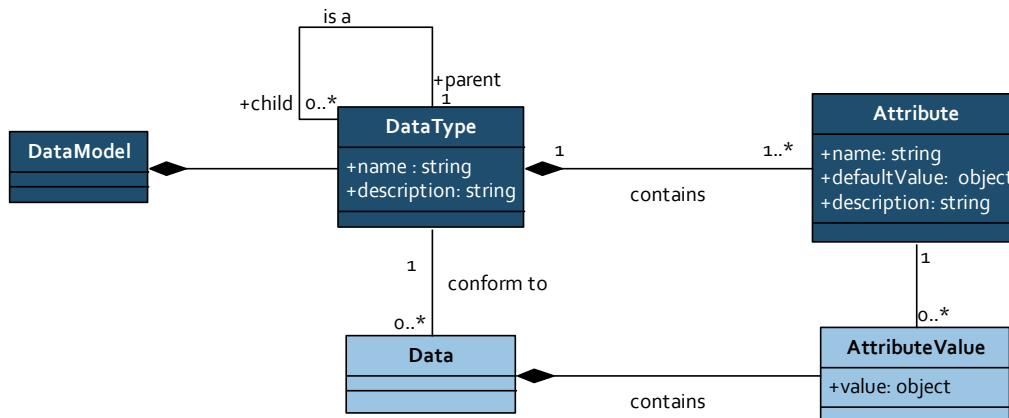 is a
+parent
1
+child
0..*
DataModel
DataType
+name : string
+description: string
1
1..*
contains
Attribute
+name: string
+defaultValue:  object
+description: string
1
conform to
0..*
1
0..*
Data
AttributeValue
+value: object
contains